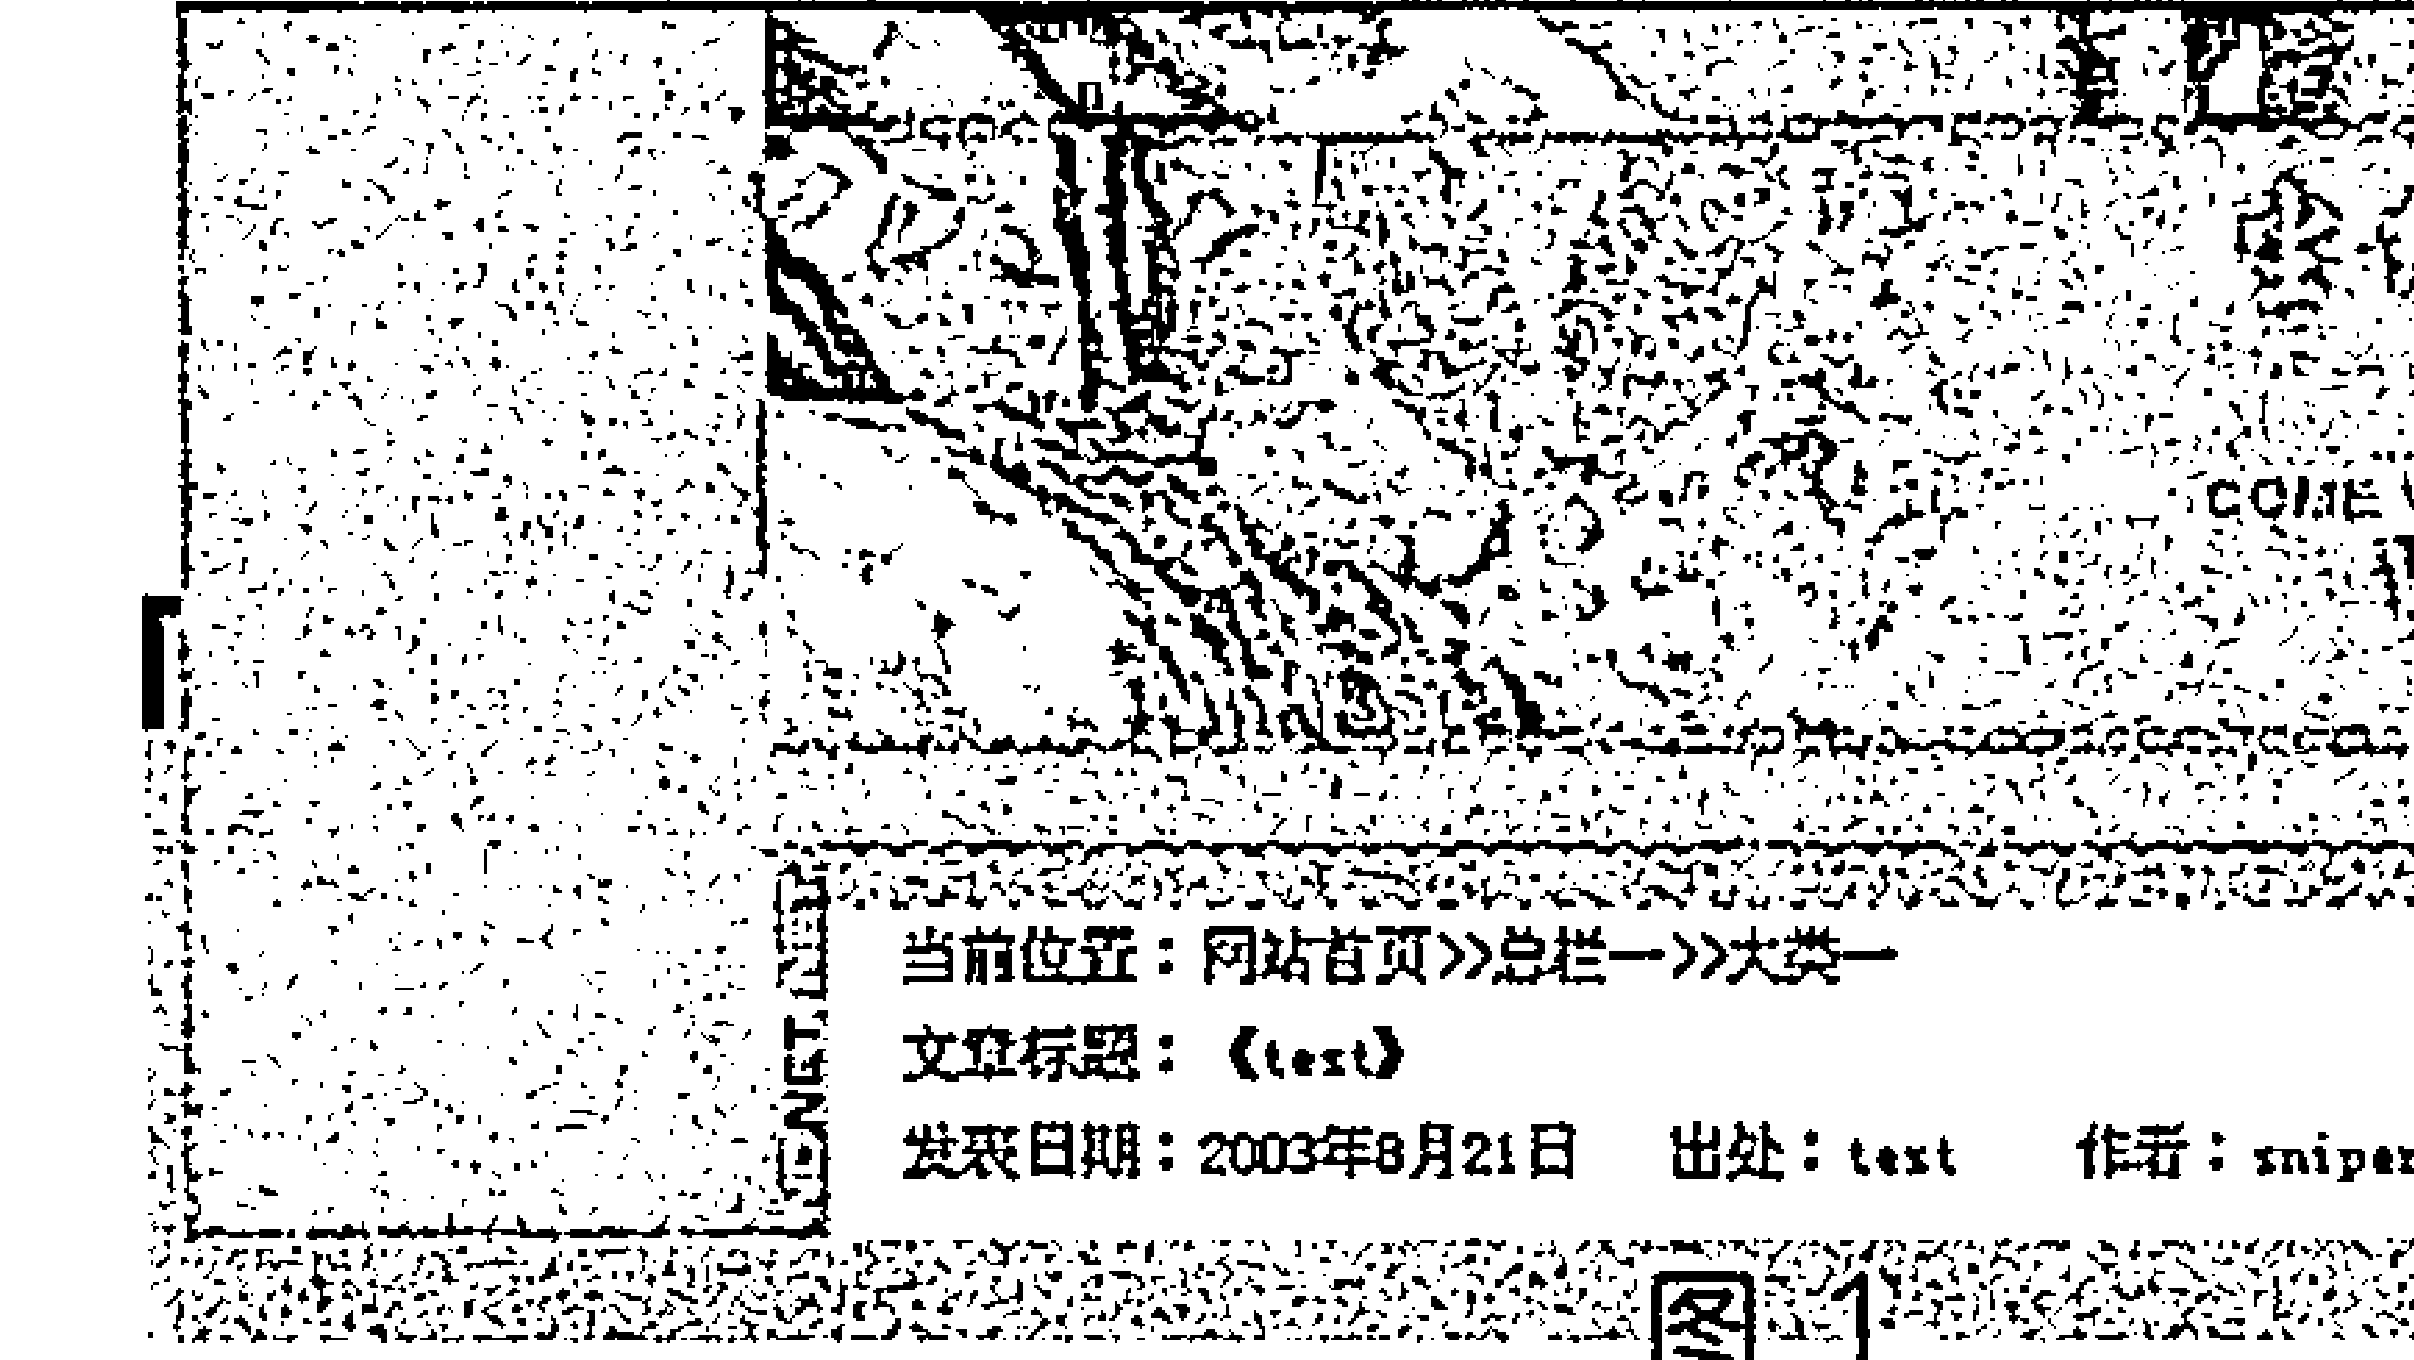 COME
当前位置：网站首页>>总栏一>>大类一
文章标题：《test》
发表日期：2003年8月21日 出处：test 作者：sniper
图1